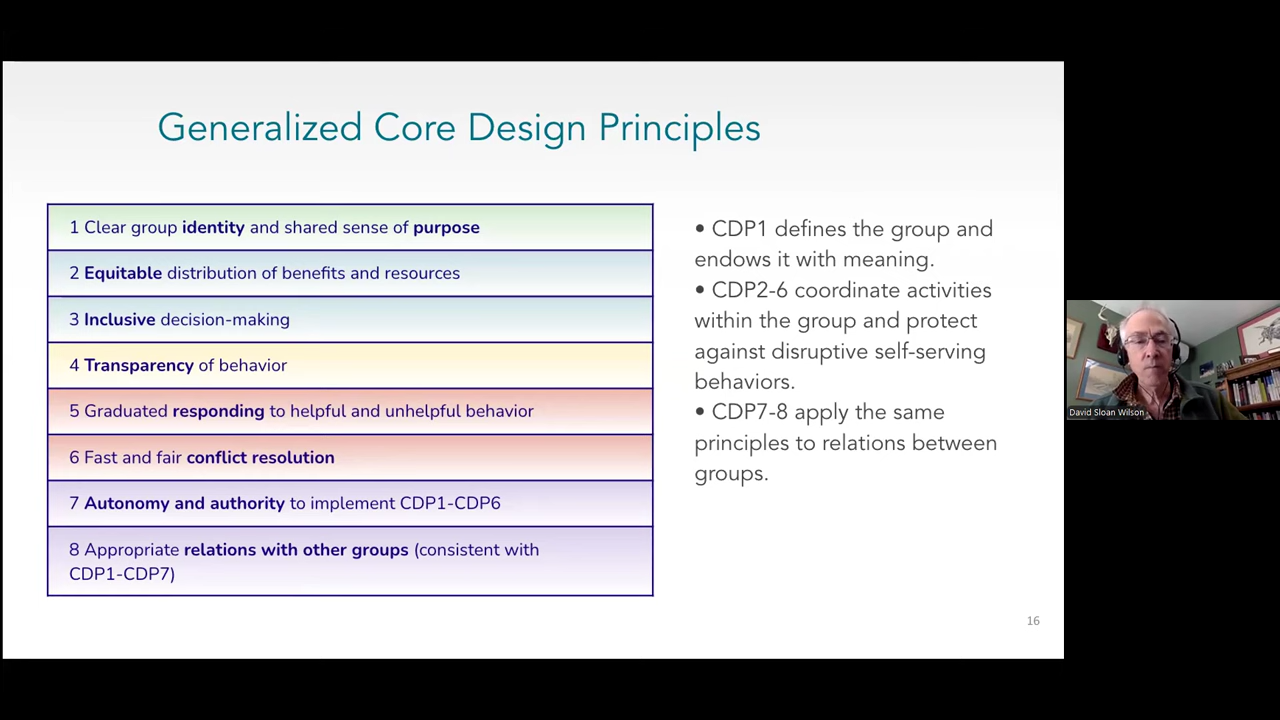 Generalized Core Design Principles
1 Clear group identity and shared sense of purpose
2 Equitable distribution of benefits and resources
3 Inclusive decision-making
4 Transparency of behavior
5 Graduated responding to helpful and unhelpful behavior
6 Fast and fair conflict resolution
7 Autonomy and authority to implement CDP1-CDP6
8 Appropriate relations with other groups (consistent with
CDP1-CDP7)
• CDP1 defines the group and
endows it with meaning.
• CDP2-6 coordinate activities
within the group and protect
against disruptive self-serving
behaviors.
• CDP7-8 apply the same
principles to relations between
groups.
16
David Sloan Wilson